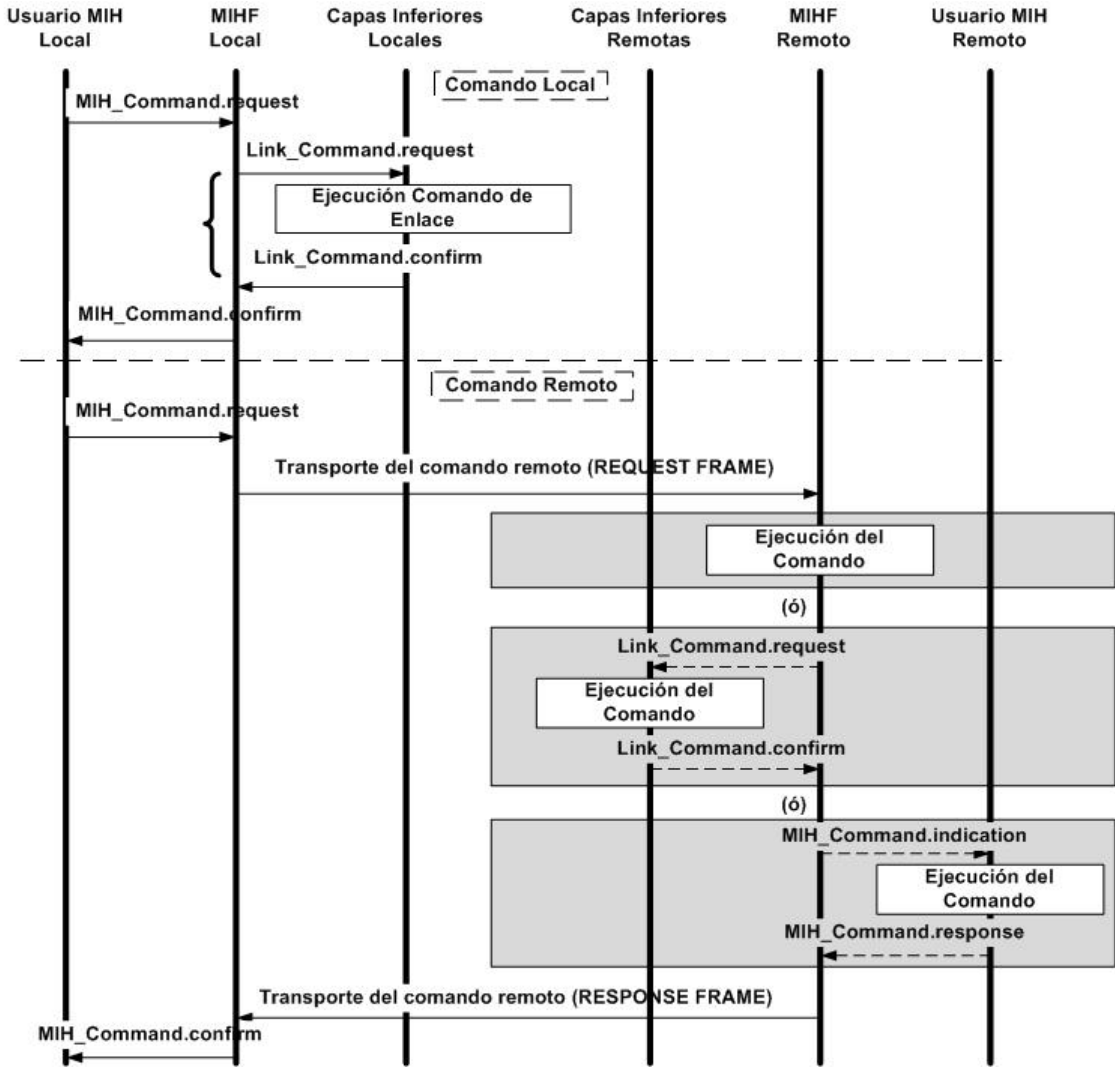 Usuario MIH
Local
MIHF
Local
Capas Inferiores
Locales
Capas Inferiores
Remotas
MIHF
Remoto
Usuario MIH
Remoto
Comando Local
MIH_Command.request
Link_Command.request
Ejecución Comando de
Enlace
Link_Command.confirm
MIH_Command.confirm
Comando Remoto
MIH_Command.request
Transporte del comando remoto (REQUEST FRAME)
Ejecución del
Comando
(ó)
Link_Command.request
Ejecución del
Comando
Link_Command.confirm
(ó)
MIH_Command.indication
Ejecución del
Comando
MIH_Command.response
Transporte del comando remoto (RESPONSE FRAME)
MIH_Command.confirm